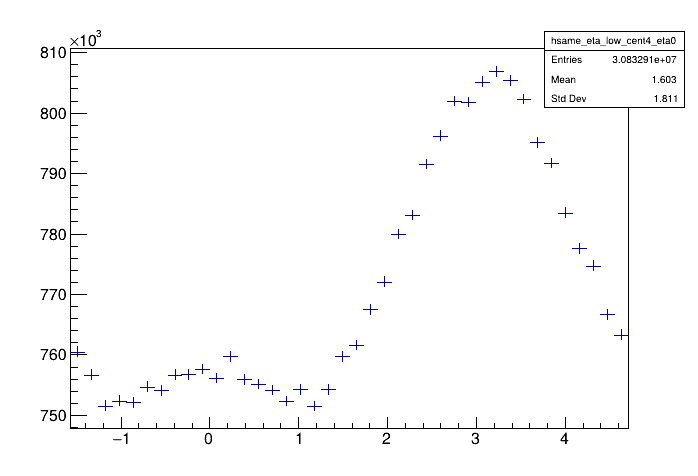 ×10³
hsame_eta_low_cent4_eta0
Entries 3.083291e+07
Mean 1.603
Std Dev 1.811
810
800
790
780
770
760
750
−1 0 1 2 3 4